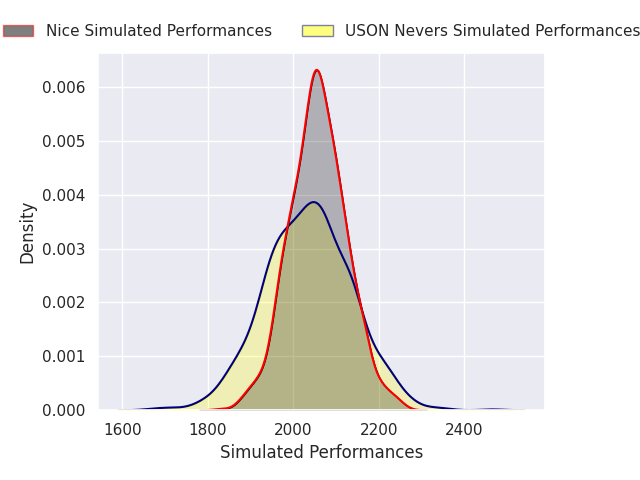 Nice Simulated Performances USON Nevers Simulated Performances
0.006
0.005
0.004
0.003
0.002
0.001
0.000
Density
1600 1800 2000 2200 2400
Simulated Performances